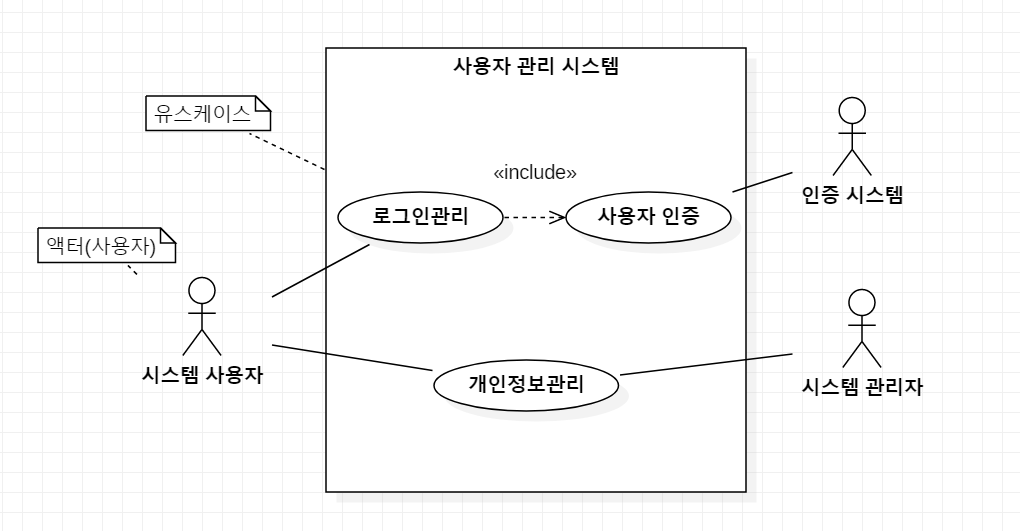 사용자 관리 시스템
유스케이스
«include»
로그인관리
사용자 인증
인증 시스템
액터(사용자)
시스템 사용자
개인정보관리
시스템 관리자